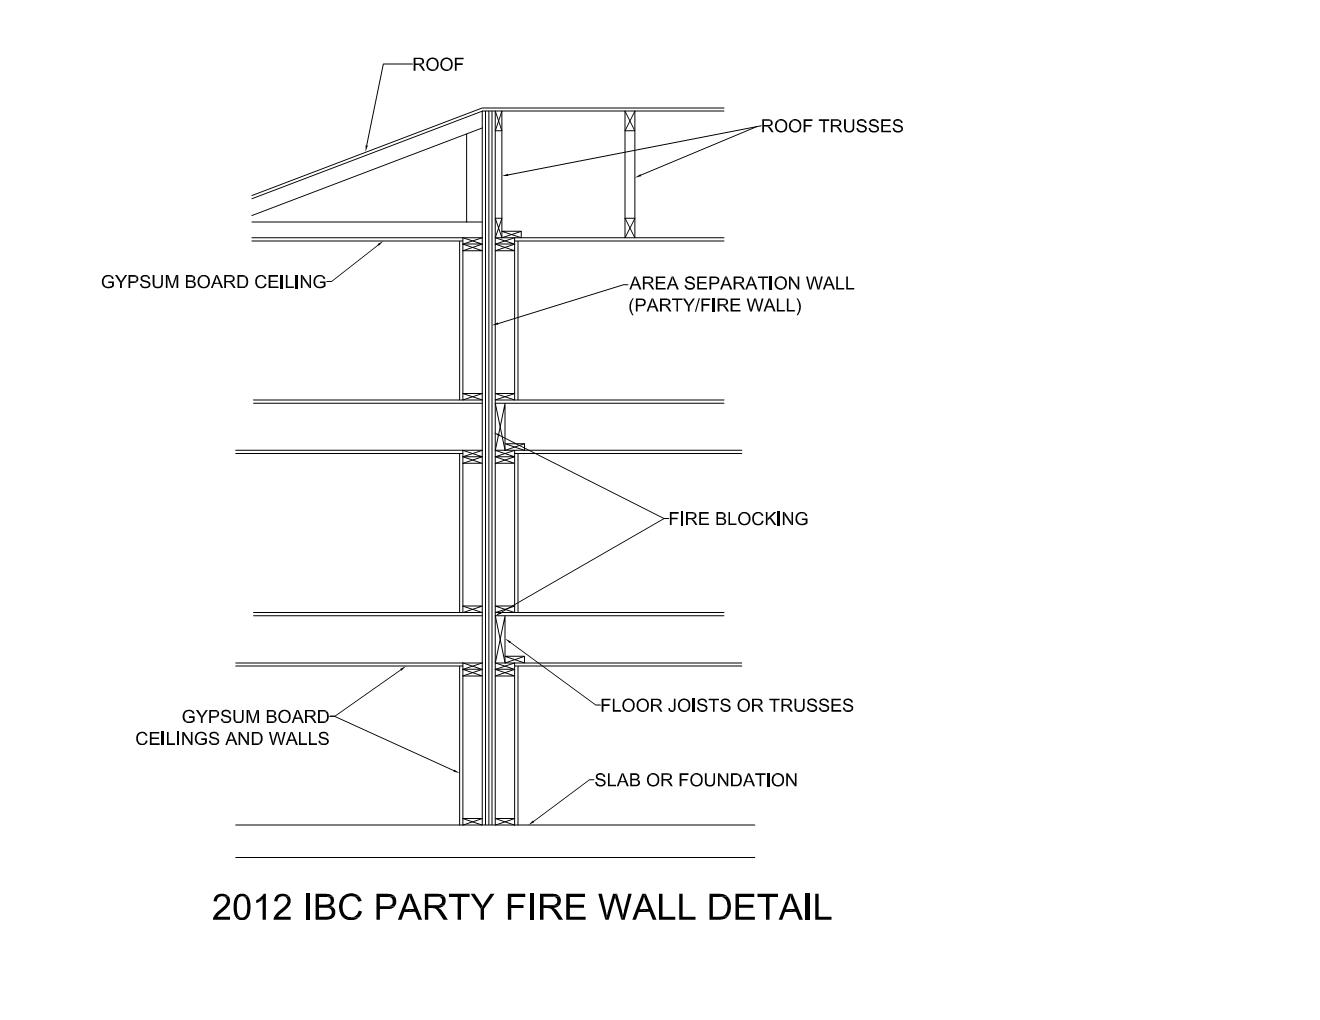 ROOF
ROOF TRUSSES
GYPSUM BOARD CEILING
AREA SEPARATION WALL
(PARTY/FIRE WALL)
FIRE BLOCKING
FLOOR JOISTS OR TRUSSES
GYPSUM BOARD
CEILINGS AND WALLS
SLAB OR FOUNDATION
2012 IBC PARTY FIRE WALL DETAIL